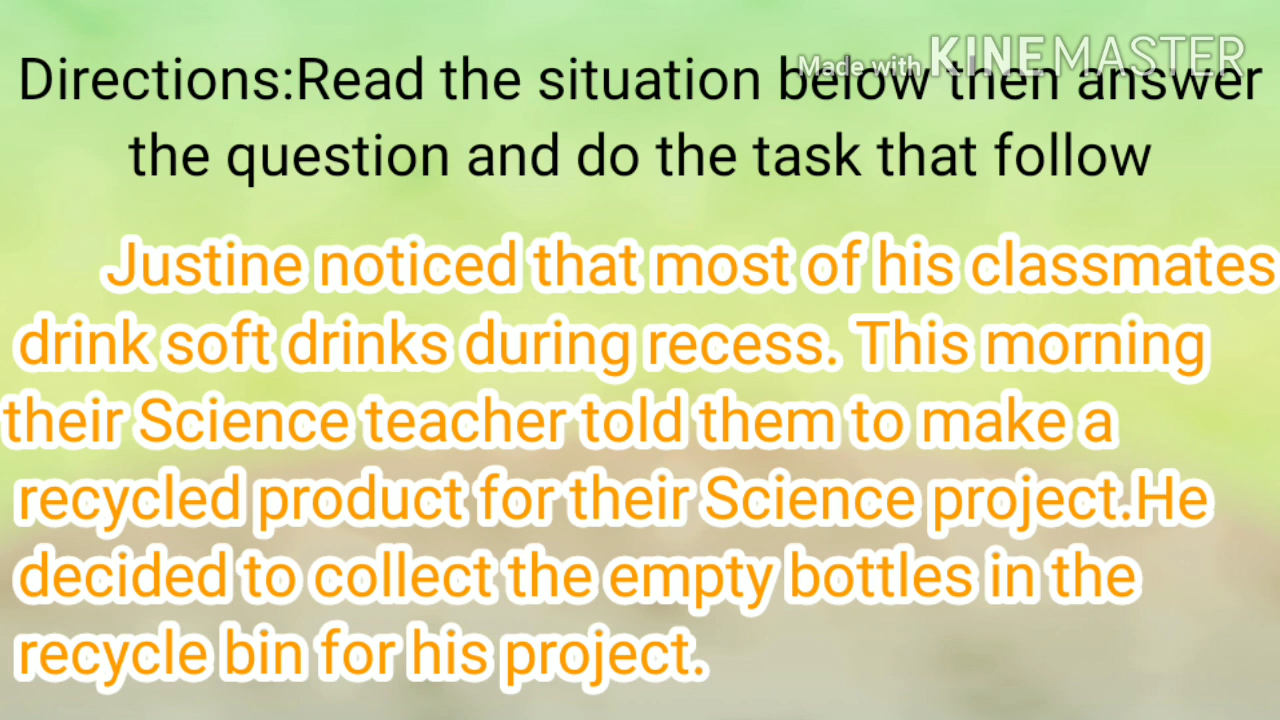 Made with KINEMASTER
Directions:Read the situation below then answer
the question and do the task that follow
Justine noticed that most of his classmates
drink soft drinks during recess. This morning
their Science teacher told them to make a
recycled product for their Science project.He
decided to collect the empty bottles in the
recycle bin for his project.